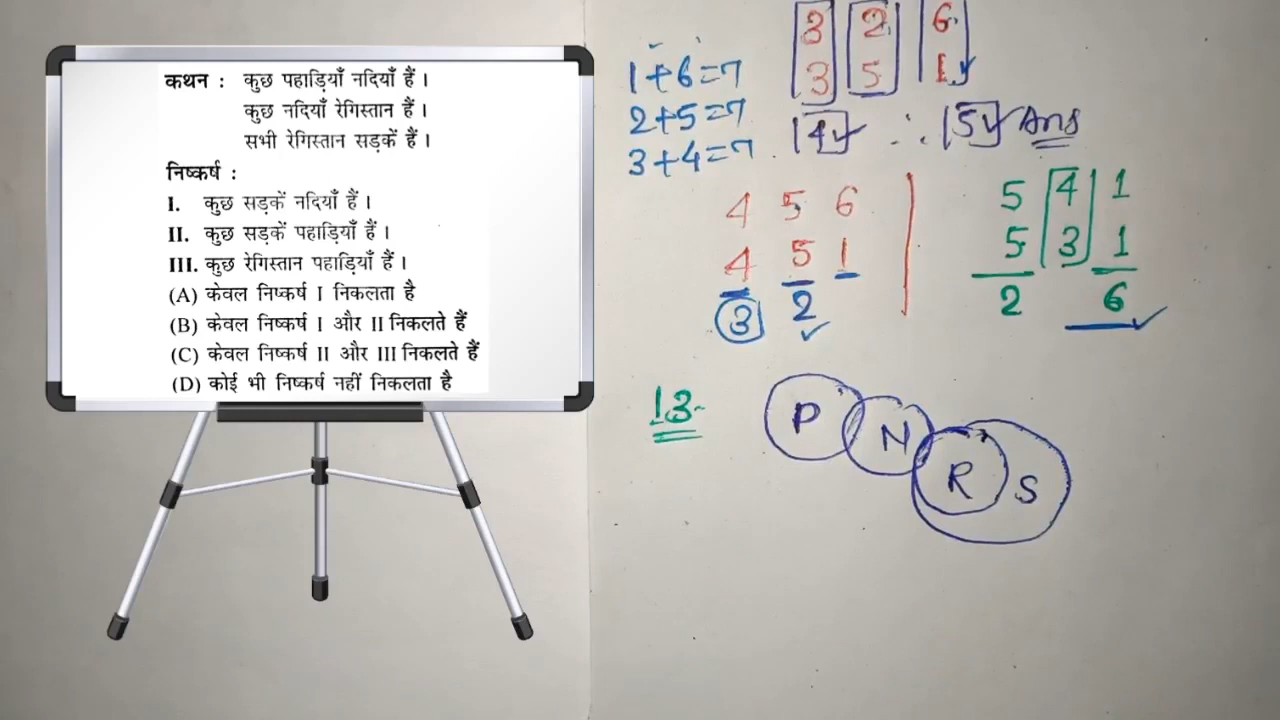 कथन : कुछ पहाड़ियाँ नदियाँ हैं ।
कुछ नदियाँ रेगिस्तान हैं ।
सभी रेगिस्तान सड़कें हैं ।
निष्कर्ष :
I. कुछ सड़कें नदियाँ हैं ।
II. कुछ सड़कें पहाड़ियाँ हैं ।
III. कुछ रेगिस्तान पहाड़ियाँ हैं ।
(A) केवल निष्कर्ष I निकलता है
(B) केवल निष्कर्ष I और II निकलते हैं
(C) केवल निष्कर्ष II और III निकलते हैं
(D) कोई भी निष्कर्ष नहीं निकलता है
1+6=7
2+5=7
3+4=7
3 2 6
3 5 1
14 ∴ 15 Ans
4 5 6
4 5 1
3 2
5 4 1
5 3 1
2 6
13.
P N R S